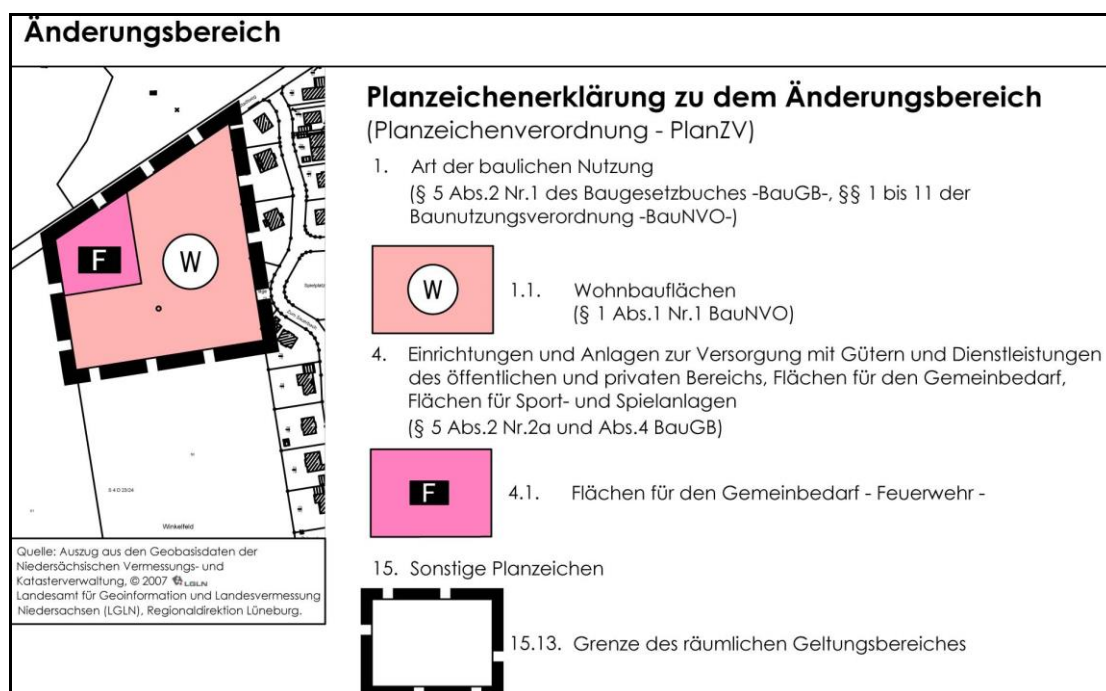 Änderungsbereich
Planzeichenerklärung zu dem Änderungsbereich
(Planzeichenverordnung - PlanZV)
1. Art der baulichen Nutzung
(§ 5 Abs.2 Nr.1 des Baugesetzbuches -BauGB-, §§ 1 bis 11 der
Baunutzungsverordnung -BauNVO-)
W
1.1. Wohnbauflächen
(§ 1 Abs.1 Nr.1 BauNVO)
4. Einrichtungen und Anlagen zur Versorgung mit Gütern und Dienstleistungen
des öffentlichen und privaten Bereichs, Flächen für den Gemeinbedarf,
Flächen für Sport- und Spielanlagen
(§ 5 Abs.2 Nr.2a und Abs.4 BauGB)
F
4.1. Flächen für den Gemeinbedarf - Feuerwehr -
15. Sonstige Planzeichen
15.13. Grenze des räumlichen Geltungsbereiches
F
W
Spielplatz
Winkelfeld
Quelle: Auszug aus den Geobasisdaten der
Niedersächsischen Vermessungs- und
Katasterverwaltung, © 2007 LGLN
Landesamt für Geoinformation und Landesvermessung
Niedersachsen (LGLN), Regionaldirektion Lüneburg.